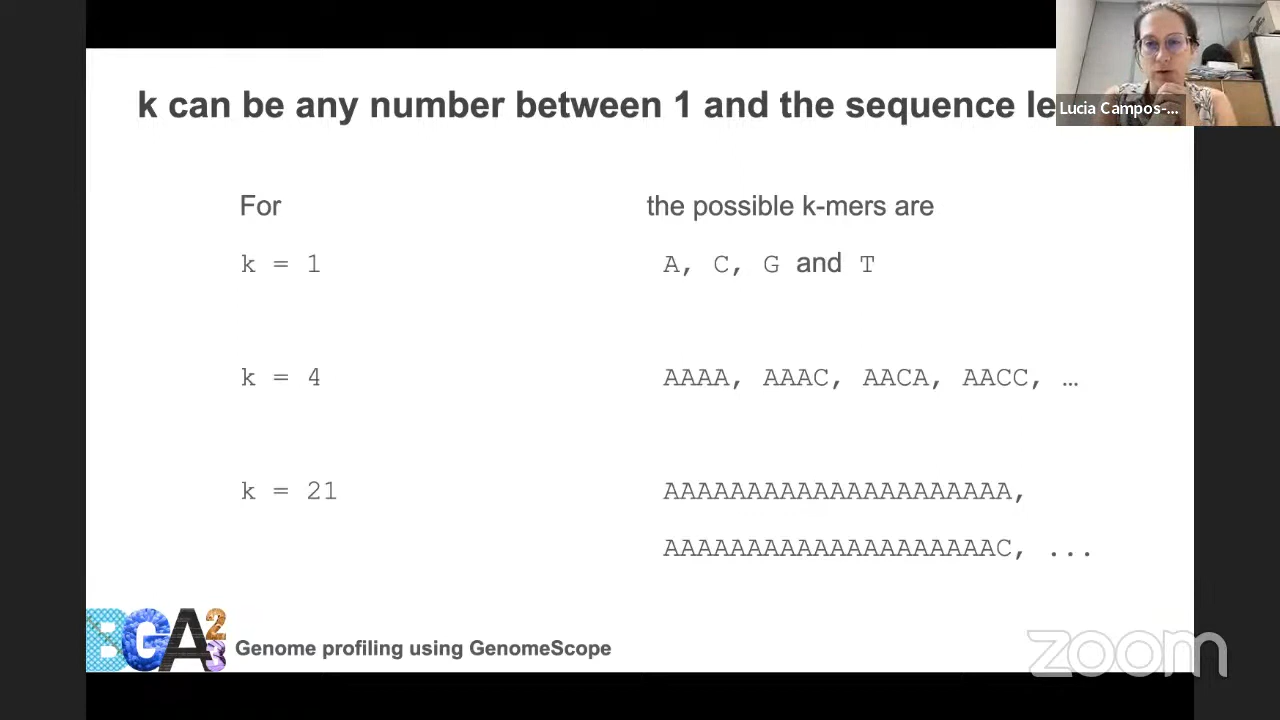 k can be any number between 1 and the sequence le
Lucia Campos-...
For the possible k-mers are
k = 1 A, C, G and T
k = 4 AAAA, AAAC, AACA, AACC, …
k = 21 AAAAAAAAAAAAAAAAAAAAA,
AAAAAAAAAAAAAAAAAAAAC, ...
BGA23
Genome profiling using GenomeScope
zoom